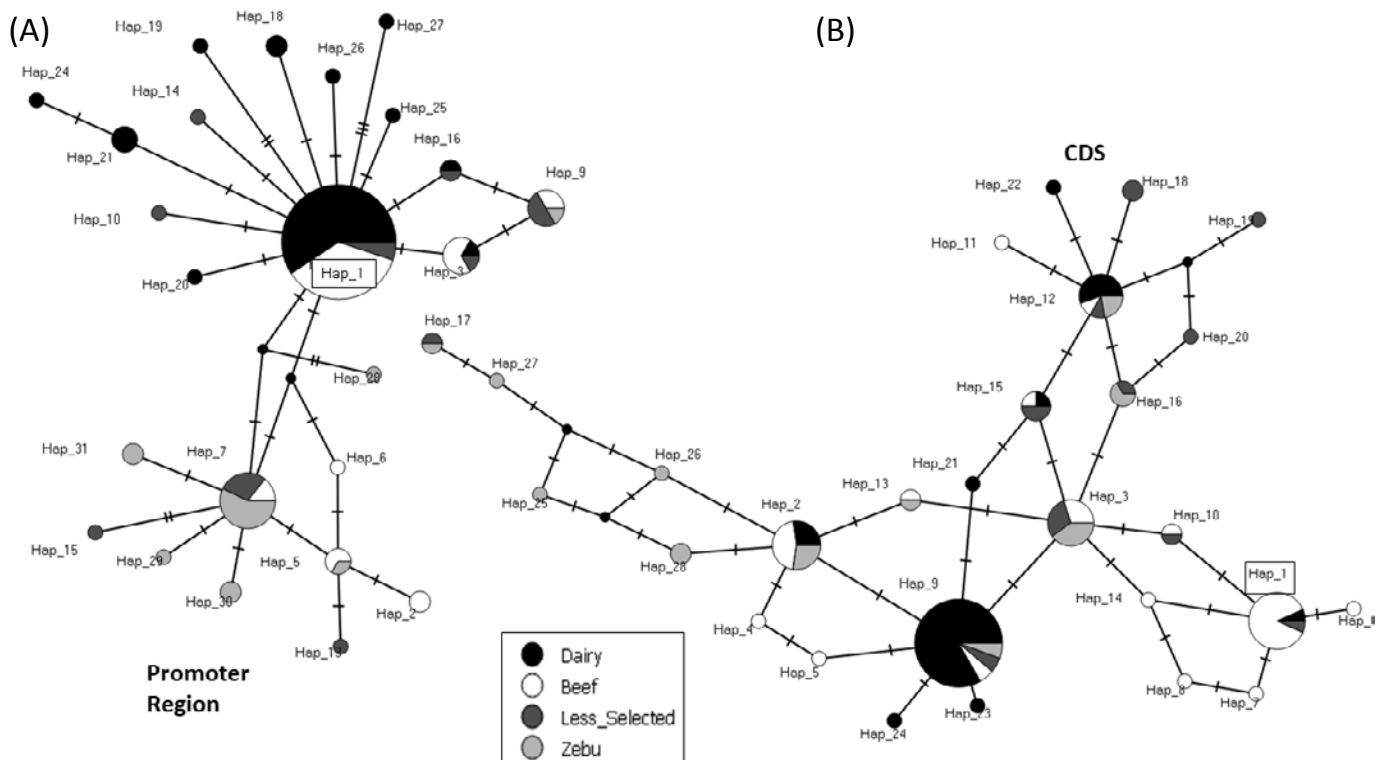 (A)
(B)
Hap_18
Hap_27
Hap_19
Hap_26
Hap_24
Hap_14
Hap_25
Hap_16
Hap_21
Hap_9
Hap_10
Hap_1
Hap_3
Hap_20
Hap_28
Hap_31
Hap_7
Hap_6
Hap_15
Hap_29
Hap_5
Hap_30
Hap_2
Hap_19
Promoter
Region
CDS
Hap_22
Hap_18
Hap_19
Hap_11
Hap_12
Hap_20
Hap_17
Hap_27
Hap_15
Hap_16
Hap_26
Hap_21
Hap_25
Hap_2
Hap_13
Hap_3
Hap_10
Hap_28
Hap_9
Hap_1
Hap_14
Hap_4
Hap_5
Hap_8
Hap_7
Hap_23
Hap_24
Dairy
Beef
Less_Selected
Zebu